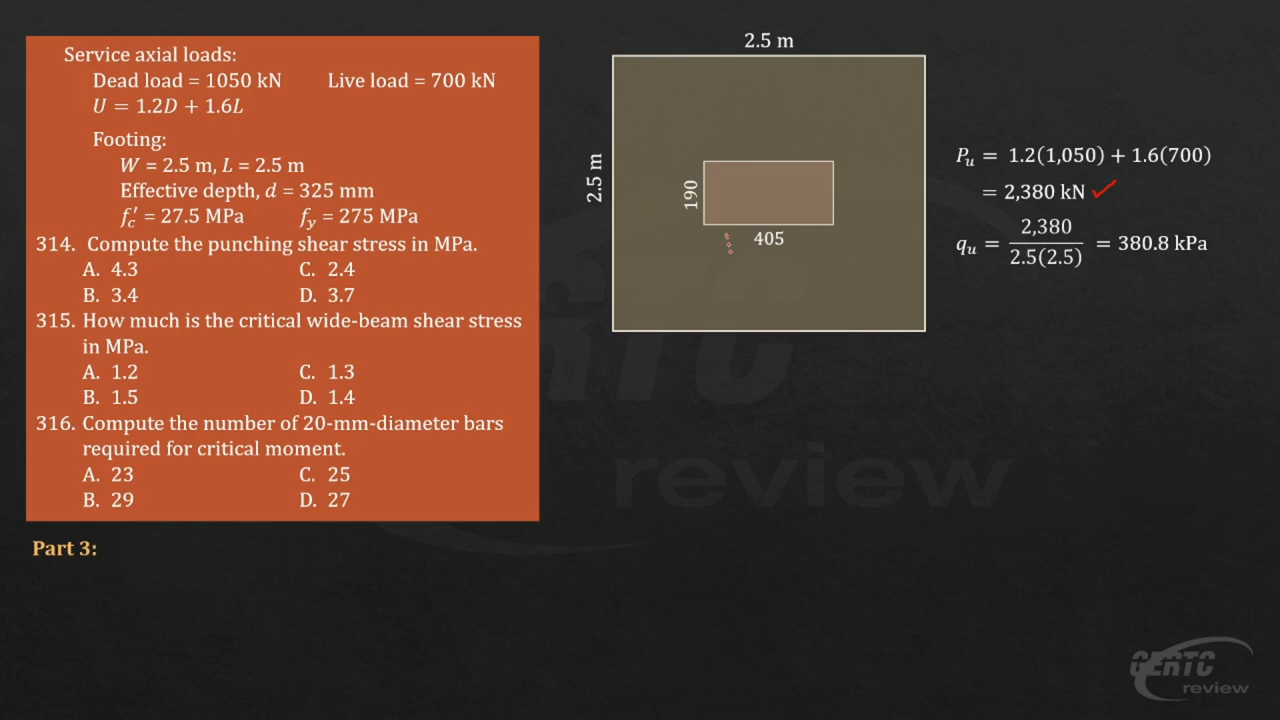 Service axial loads:
Dead load = 1050 kN Live load = 700 kN
U = 1.2D + 1.6L
Footing:
W = 2.5 m, L = 2.5 m
Effective depth, d = 325 mm
f′c = 27.5 MPa fy = 275 MPa
314. Compute the punching shear stress in MPa.
A. 4.3 C. 2.4
B. 3.4 D. 3.7
315. How much is the critical wide-beam shear stress
in MPa.
A. 1.2 C. 1.3
B. 1.5 D. 1.4
316. Compute the number of 20-mm-diameter bars
required for critical moment.
A. 23 C. 25
B. 29 D. 27
Part 3:
2.5 m
2.5 m
190
405
Pu = 1.2(1,050) + 1.6(700)
= 2,380 kN
qu = 2,380 / 2.5(2.5) = 380.8 kPa
GERTC
review
GERTC
review